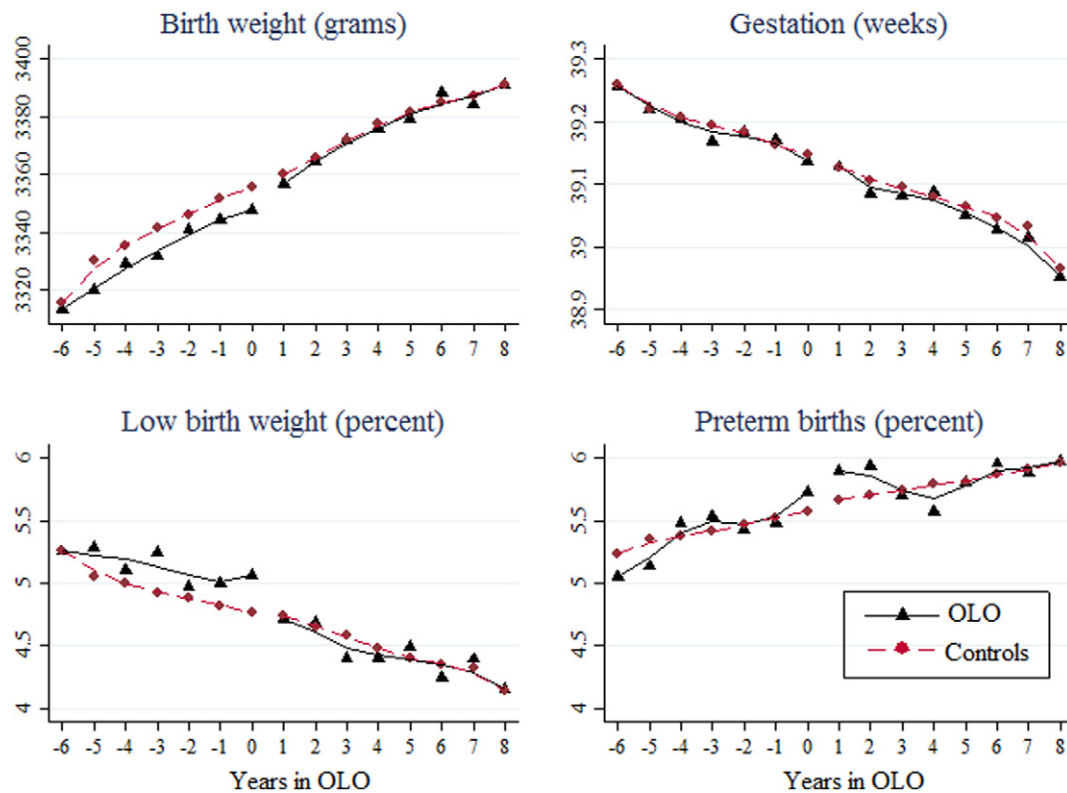 Birth weight (grams)
3400
3380
3360
3340
3320
-6 -5 -4 -3 -2 -1 0 1 2 3 4 5 6 7 8
Gestation (weeks)
39.3
39.2
39.1
39
38.9
-6 -5 -4 -3 -2 -1 0 1 2 3 4 5 6 7 8
Low birth weight (percent)
6
5.5
5
4.5
4
-6 -5 -4 -3 -2 -1 0 1 2 3 4 5 6 7 8
Years in OLO
Preterm births (percent)
6
5.5
5
4.5
4
OLO
Controls
-6 -5 -4 -3 -2 -1 0 1 2 3 4 5 6 7 8
Years in OLO